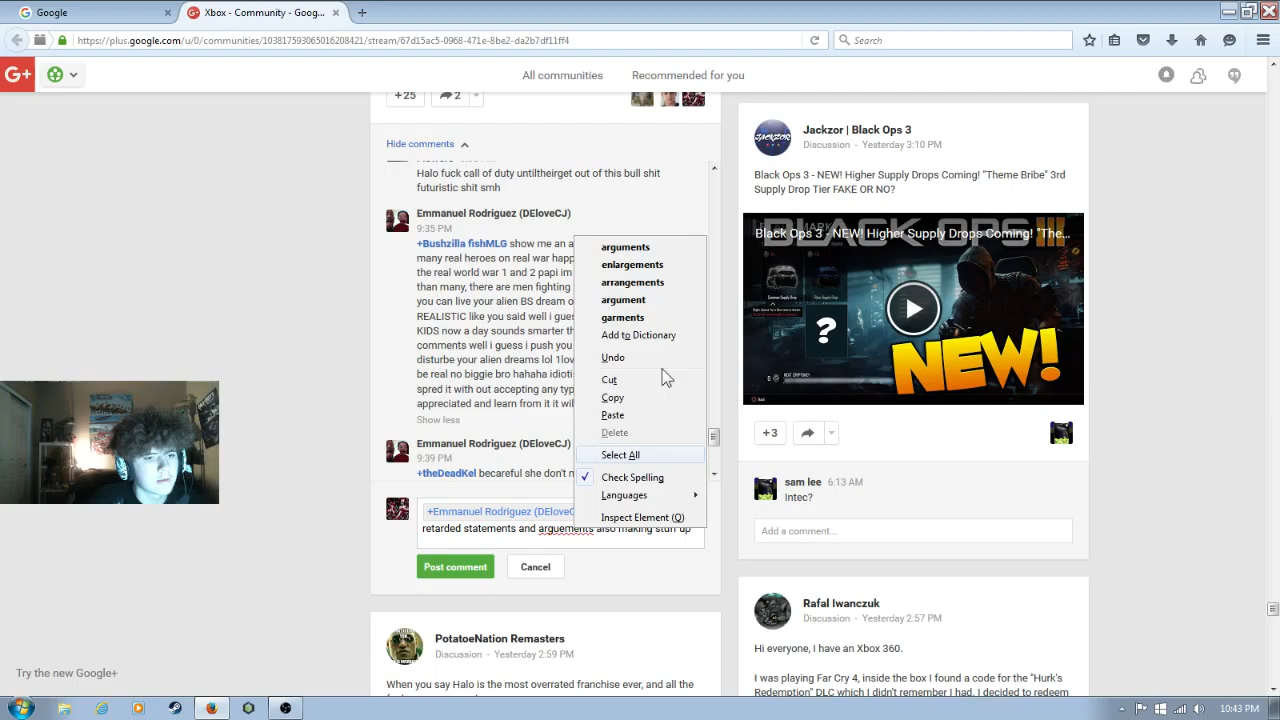 Google
Xbox - Community - Goog...
https://plus.google.com/u/0/communities/103817593065016208421/stream/67d15ac5-0968-471e-8be2-da2b7df11ff4
Search
G+
All communities
Recommended for you
+25
2
Hide comments
Halo fuck call of duty untiltheirget out of this bull shit
futuristic shit smh
Emmanuel Rodriguez (DEloveCJ)
9:35 PM
+Bushzilla fishMLG show me an a
many real heroes on real war happ
the real world war 1 and 2 papi im
than many, there are men fighting
you can live your alien BS dream o
REALISTIC like you said well i gues
KIDS now a day sounds smarter th
comments well i guess i push you
disturbe your alien dreams lol 1lov
be real no biggie bro hahaha idiotis
spred it with out accepting any typ
appreciated and learn from it it wil
Show less
Emmanuel Rodriguez (DEloveCJ)
9:39 PM
+theDeadKel becareful she don't n
+Emmanuel Rodriguez (DEloveC
retarded statements and arguements also making stuff up
Post comment
Cancel
arguments
enlargements
arrangements
argument
garments
Add to Dictionary
Undo
Cut
Copy
Paste
Delete
Select All
Check Spelling
Languages
Inspect Element (Q)
PotatoeNation Remasters
Discussion - Yesterday 2:59 PM
When you say Halo is the most overrated franchise ever, and all the
Jackzor | Black Ops 3
Discussion - Yesterday 3:10 PM
Black Ops 3 - NEW! Higher Supply Drops Coming! "Theme Bribe" 3rd
Supply Drop Tier FAKE OR NO?
JACKZOR
BLACK OPS III
Black Ops 3 - NEW! Higher Supply Drops Coming! "The...
?
NEW!
+3
sam lee 6:13 AM
Intec?
Add a comment...
Rafal Iwanczuk
Discussion - Yesterday 2:57 PM
Hi everyone, I have an Xbox 360.
I was playing Far Cry 4, inside the box I found a code for the "Hurk's
Redemption" DLC which I didn't remember I had. I decided to redeem
Try the new Google+
10:43 PM